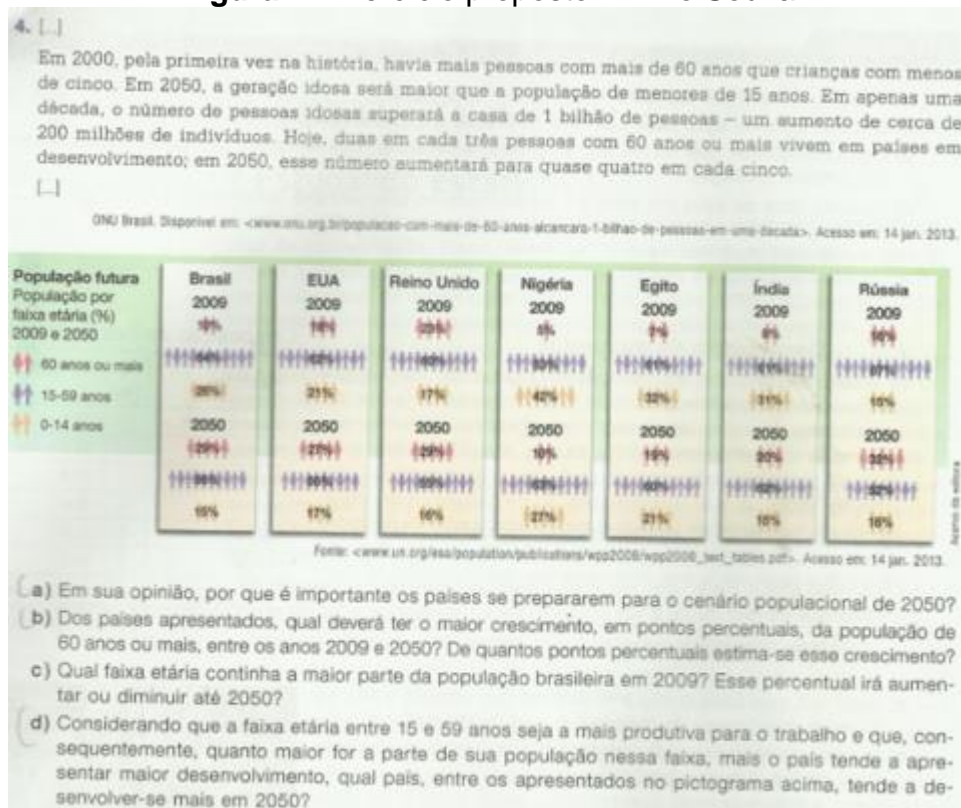 4. [...]
Em 2000, pela primeira vez na história, havia mais pessoas com mais de 60 anos que crianças com menos
de cinco. Em 2050, a geração idosa será maior que a população de menores de 15 anos. Em apenas uma
década, o número de pessoas idosas superará a casa de 1 bilhão de pessoas – um aumento de cerca de
200 milhões de indivíduos. Hoje, duas em cada três pessoas com 60 anos ou mais vivem em países em
desenvolvimento; em 2050, esse número aumentará para quase quatro em cada cinco.
[...]
ONU Brasil. Disponível em: <www.onu.org.br/populacao-com-mais-de-60-anos-alcancara-1-bilhao-de-pessoas-em-uma-decada>. Acesso em: 14 jan. 2013.
População futura
População por
faixa etária (%)
2009 e 2050
60 anos ou mais
15-59 anos
0-14 anos
Brasil EUA Reino Unido Nigéria Egito Índia Rússia
2009 2009 2009 2009 2009 2009 2009
10% 5%
26% 21% 17% 42% 32% 31% 15%
2050 2050 2050 2050 2050 2050 2050
29% 27% 29% 10% 19% 20% 32%
15% 17% 16% 27% 21% 18% 16%
Acervo da editora
Fonte: <www.un.org/esa/population/publications/wpp2008/wpp2008_text_tables.pdf>. Acesso em: 14 jan. 2013.
a) Em sua opinião, por que é importante os países se prepararem para o cenário populacional de 2050?
b) Dos países apresentados, qual deverá ter o maior crescimento, em pontos percentuais, da população de
60 anos ou mais, entre os anos 2009 e 2050? De quantos pontos percentuais estima-se esse crescimento?
c) Qual faixa etária continha a maior parte da população brasileira em 2009? Esse percentual irá aumen-
tar ou diminuir até 2050?
d) Considerando que a faixa etária entre 15 e 59 anos seja a mais produtiva para o trabalho e que, con-
sequentemente, quanto maior for a parte de sua população nessa faixa, mais o país tende a apre-
sentar maior desenvolvimento, qual país, entre os apresentados no pictograma acima, tende a de-
senvolver-se mais em 2050?